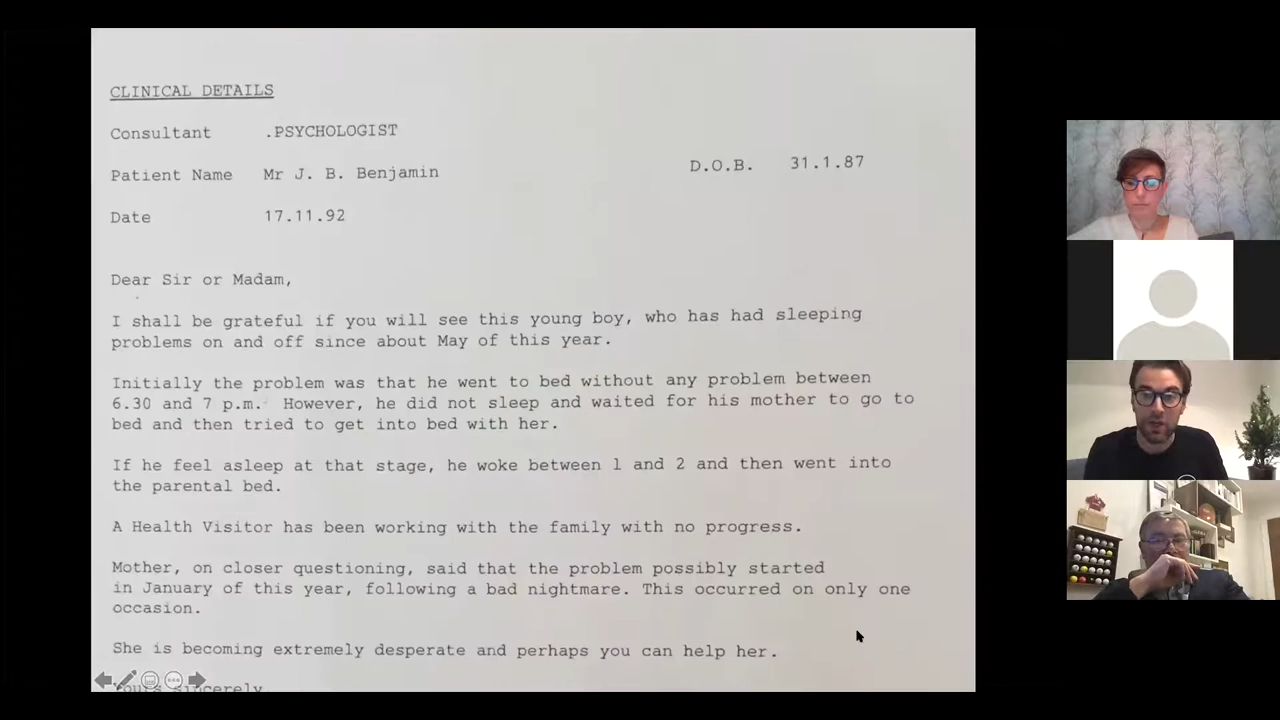 CLINICAL DETAILS
Consultant .PSYCHOLOGIST
Patient Name Mr J. B. Benjamin D.O.B. 31.1.87
Date 17.11.92
Dear Sir or Madam,
I shall be grateful if you will see this young boy, who has had sleeping
problems on and off since about May of this year.
Initially the problem was that he went to bed without any problem between
6.30 and 7 p.m. However, he did not sleep and waited for his mother to go to
bed and then tried to get into bed with her.
If he feel asleep at that stage, he woke between 1 and 2 and then went into
the parental bed.
A Health Visitor has been working with the family with no progress.
Mother, on closer questioning, said that the problem possibly started
in January of this year, following a bad nightmare. This occurred on only one
occasion.
She is becoming extremely desperate and perhaps you can help her.
Yours sincerely